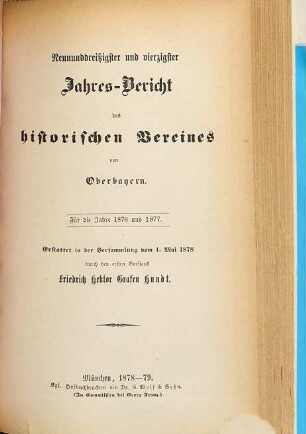 Neununddreißigster und vierzigster
Jahres-Bericht
des
historischen Vereines
von
Oberbayern.
Für die Jahre 1876 und 1877.
Erstattet in der Versammlung vom 1. Mai 1878
durch den ersten Vorstand
Friedrich Hektor Grafen Hundt.
München, 1878—79.
Kgl. Hofbuchdruckerei von Dr. C. Wolf & Sohn.
(In Commission bei Georg Franz.)